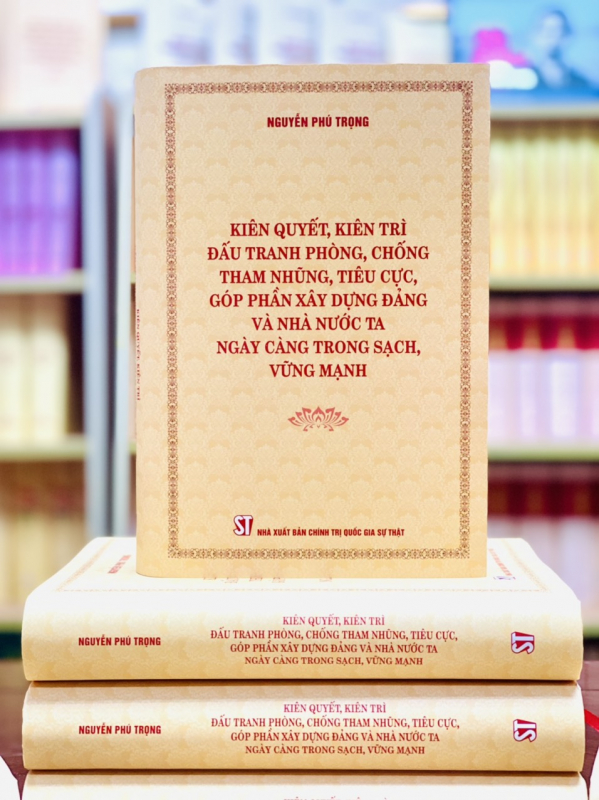 NGUYỄN PHÚ TRỌNG
KIÊN QUYẾT, KIÊN TRÌ
ĐẤU TRANH PHÒNG, CHỐNG
THAM NHŨNG, TIÊU CỰC,
GÓP PHẦN XÂY DỰNG ĐẢNG
VÀ NHÀ NƯỚC TA
NGÀY CÀNG TRONG SẠCH,
VỮNG MẠNH
ST NHÀ XUẤT BẢN CHÍNH TRỊ QUỐC GIA SỰ THẬT
KIÊN QUYẾT, KIÊN TRÌ
NGUYỄN PHÚ TRỌNG
KIÊN QUYẾT, KIÊN TRÌ
ĐẤU TRANH PHÒNG, CHỐNG THAM NHŨNG, TIÊU CỰC,
GÓP PHẦN XÂY DỰNG ĐẢNG VÀ NHÀ NƯỚC TA
NGÀY CÀNG TRONG SẠCH, VỮNG MẠNH
ST
NGUYỄN PHÚ TRỌNG
KIÊN QUYẾT, KIÊN TRÌ
ĐẤU TRANH PHÒNG, CHỐNG THAM NHŨNG, TIÊU CỰC,
GÓP PHẦN XÂY DỰNG ĐẢNG VÀ NHÀ NƯỚC TA
NGÀY CÀNG TRONG SẠCH, VỮNG MẠNH
ST